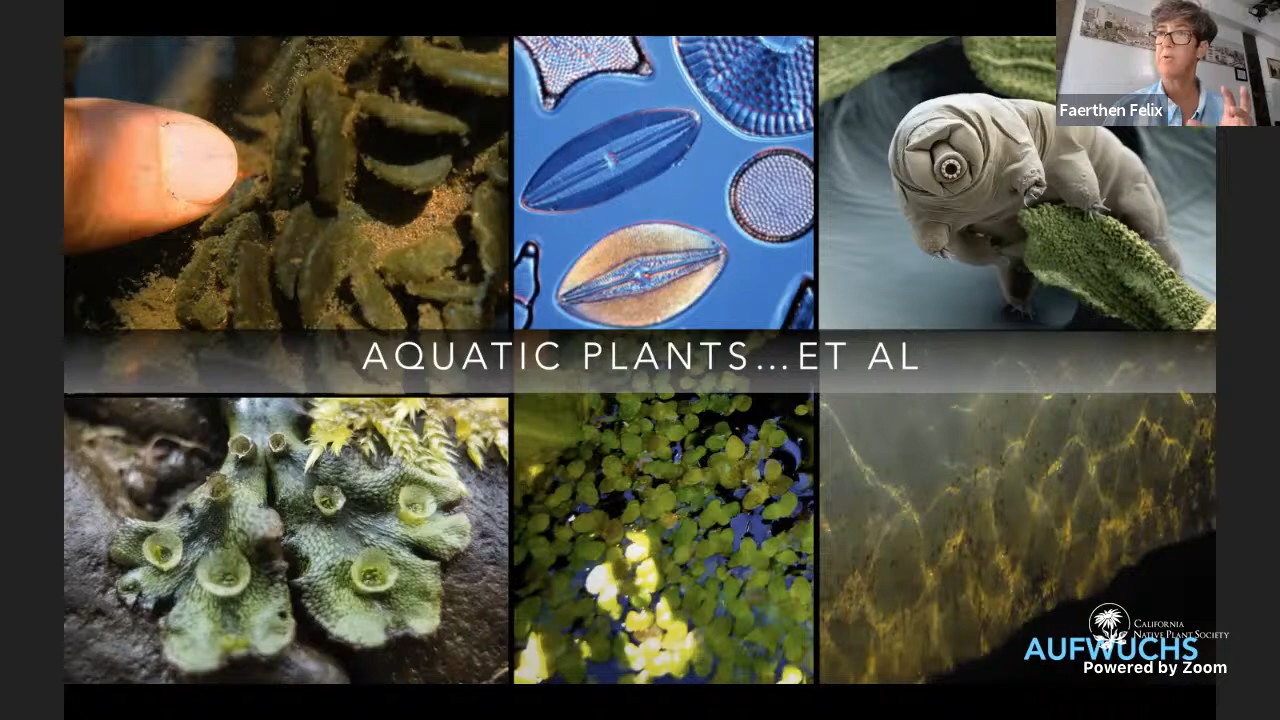 Faerthen Felix
AQUATIC PLANTS...ET AL
CALIFORNIA
NATIVE PLANT SOCIETY
AUFWUCHS
Powered by Zoom